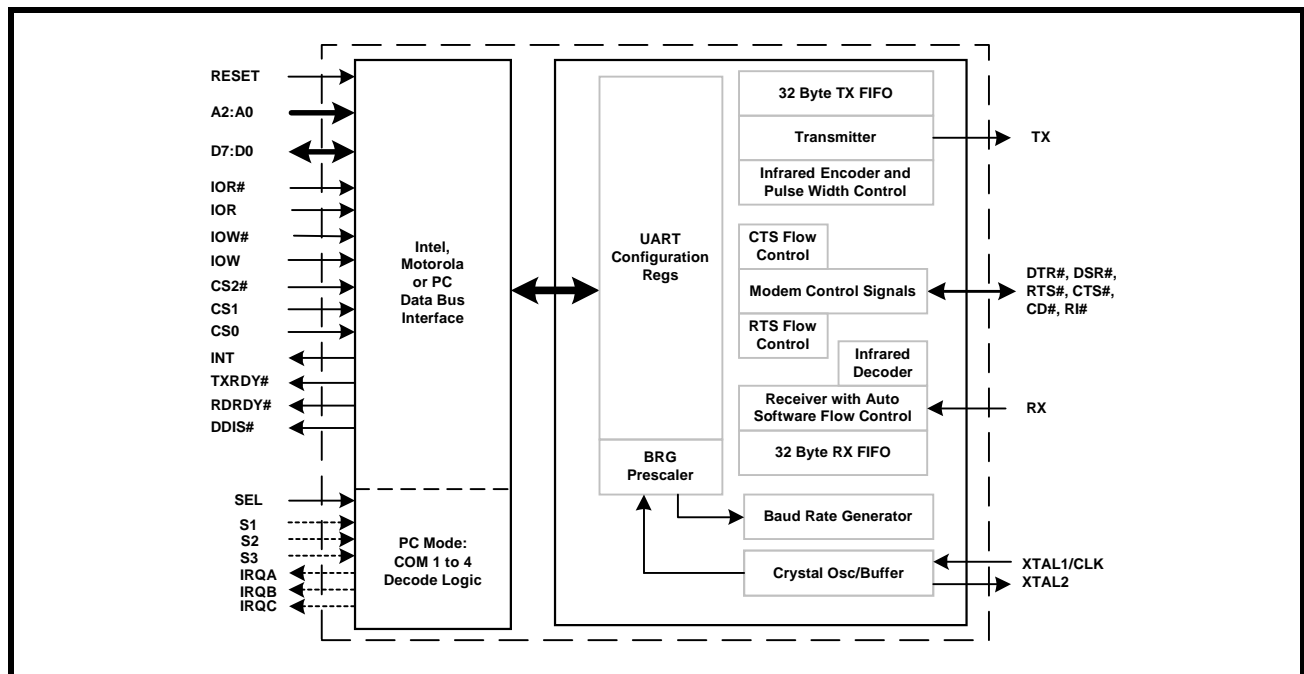 RESET
A2:A0
D7:D0
IOR#
IOR
IOW#
IOW
CS2#
CS1
CS0
INT
TXRDY#
RDRDY#
DDIS#
SEL
S1
S2
S3
IRQA
IRQB
IRQC
Intel,
Motorola
or PC
Data Bus
Interface
PC Mode:
COM 1 to 4
Decode Logic
UART
Configuration
Regs
BRG
Prescaler
32 Byte TX FIFO
Transmitter
Infrared Encoder and
Pulse Width Control
CTS Flow
Control
Modem Control Signals
RTS Flow
Control
Infrared
Decoder
Receiver with Auto
Software Flow Control
32 Byte RX FIFO
Baud Rate Generator
Crystal Osc/Buffer
TX
DTR#, DSR#,
RTS#, CTS#,
CD#, RI#
RX
XTAL1/CLK
XTAL2